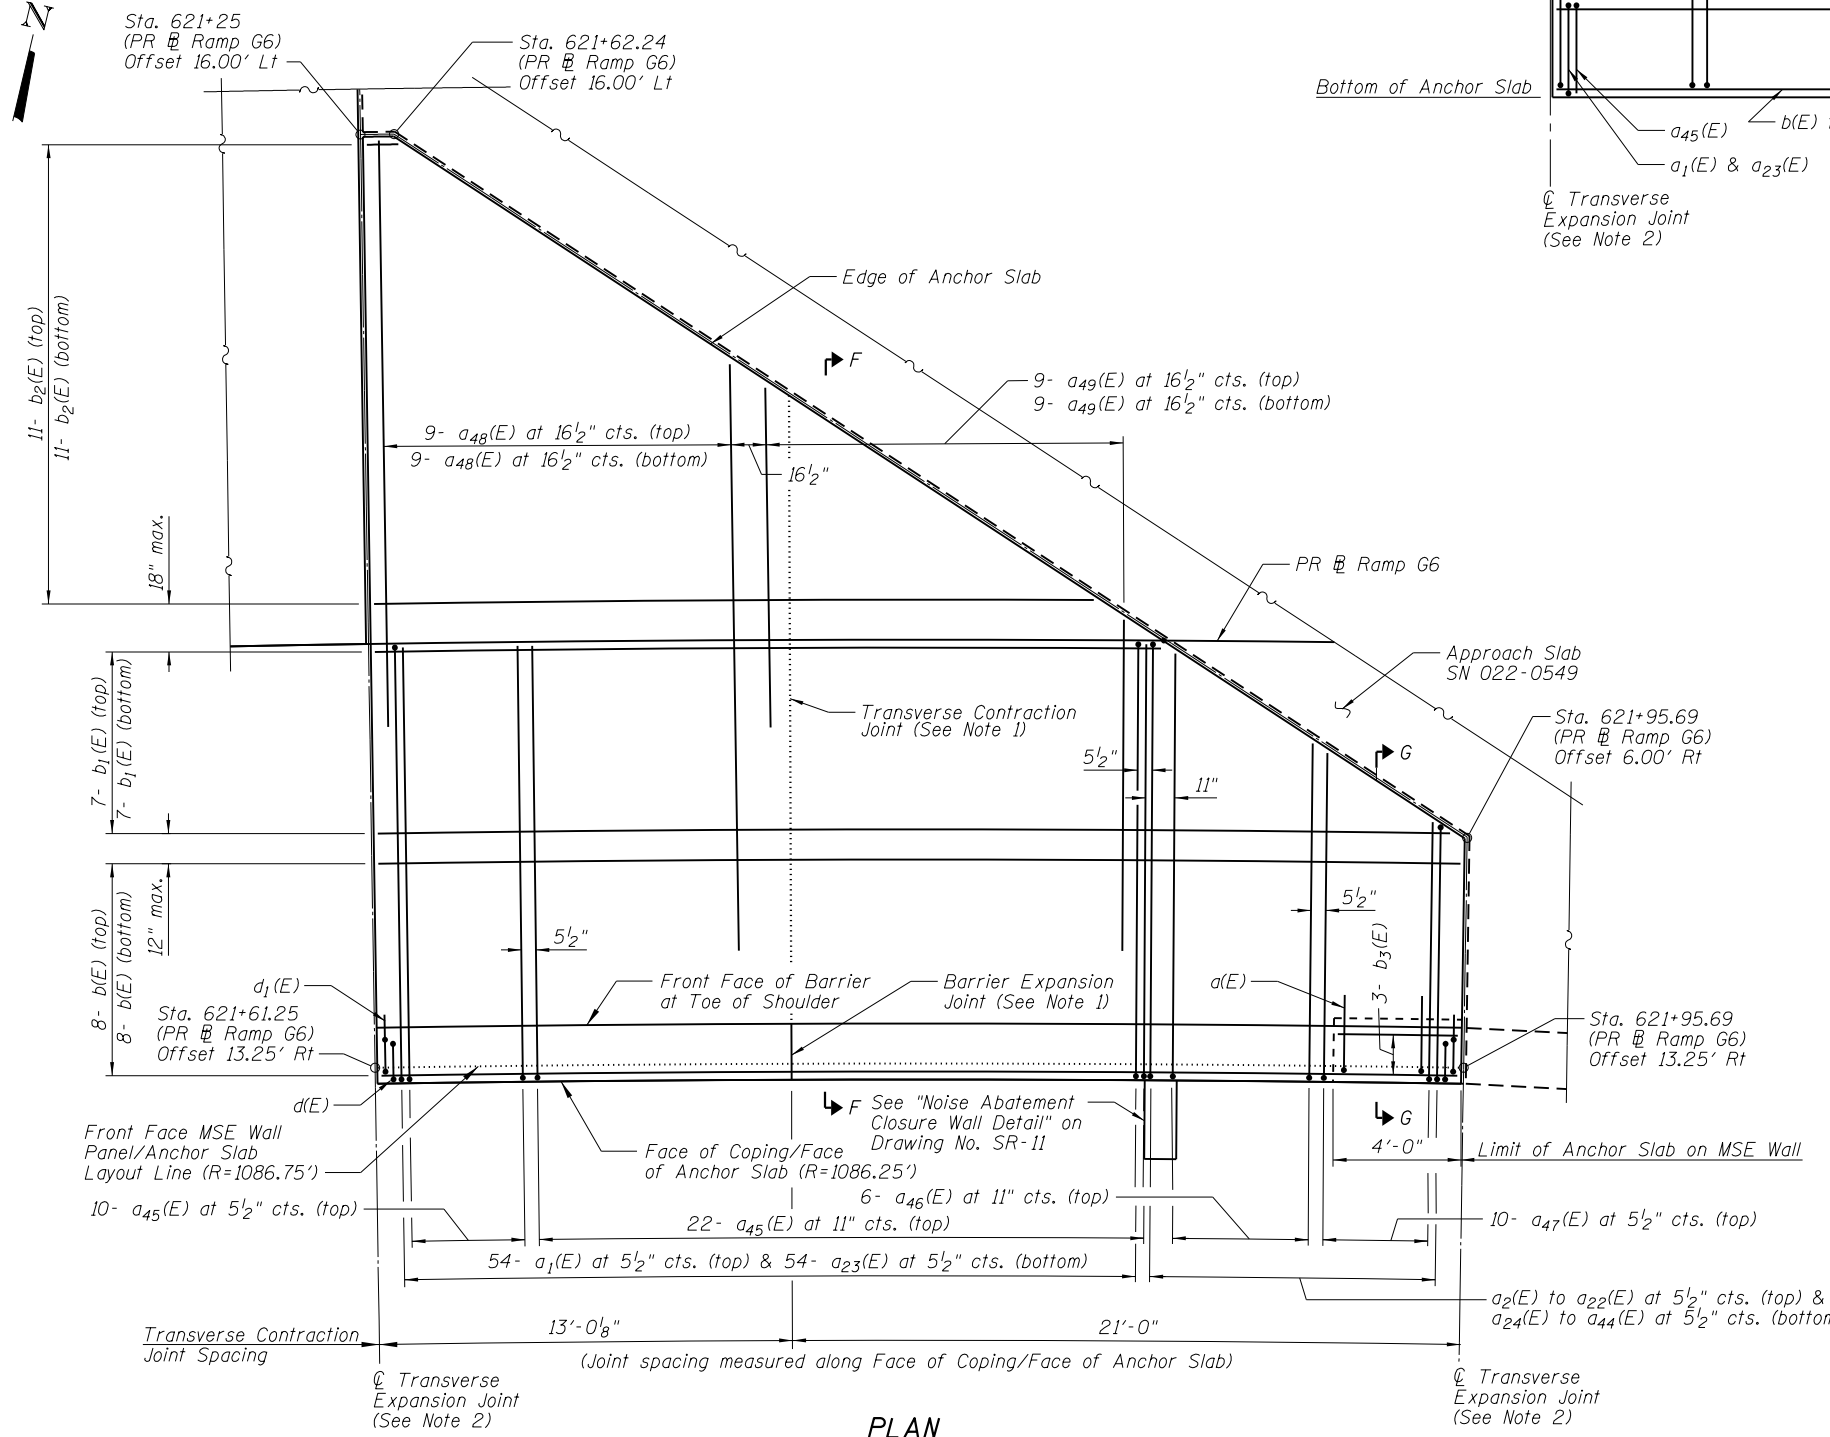 N
Sta. 621+25
(PR ⅊ Ramp G6)
Offset 16.00' Lt
Sta. 621+62.24
(PR ⅊ Ramp G6)
Offset 16.00' Lt
Bottom of Anchor Slab
a45(E)
b(E)
a1(E) & a23(E)
℄ Transverse
Expansion Joint
(See Note 2)
Edge of Anchor Slab
F
9- a49(E) at 16½" cts. (top)
9- a49(E) at 16½" cts. (bottom)
9- a48(E) at 16½" cts. (top)
9- a48(E) at 16½" cts. (bottom)
16½"
11- b2(E) (top)
11- b2(E) (bottom)
18" max.
PR ⅊ Ramp G6
Approach Slab
SN 022-0549
Transverse Contraction
Joint (See Note 1)
Sta. 621+95.69
(PR ⅊ Ramp G6)
Offset 6.00' Rt
G
5½"
11"
7- b1(E) (top)
7- b1(E) (bottom)
12" max.
8- b(E) (top)
8- b(E) (bottom)
5½"
5½"
3- b3(E)
d1(E)
Front Face of Barrier
at Toe of Shoulder
Barrier Expansion
Joint (See Note 1)
a(E)
Sta. 621+61.25
(PR ⅊ Ramp G6)
Offset 13.25' Rt
Sta. 621+95.69
(PR ⅊ Ramp G6)
Offset 13.25' Rt
d(E)
F
See "Noise Abatement
Closure Wall Detail" on
Drawing No. SR-11
G
Front Face MSE Wall
Panel/Anchor Slab
Layout Line (R=1086.75')
Face of Coping/Face
of Anchor Slab (R=1086.25')
4'-0"
Limit of Anchor Slab on MSE Wall
10- a45(E) at 5½" cts. (top)
6- a46(E) at 11" cts. (top)
22- a45(E) at 11" cts. (top)
10- a47(E) at 5½" cts. (top)
54- a1(E) at 5½" cts. (top) & 54- a23(E) at 5½" cts. (bottom)
a2(E) to a22(E) at 5½" cts. (top) &
a24(E) to a44(E) at 5½" cts.
Transverse Contraction
Joint Spacing
13'-0⅛"
21'-0"
(Joint spacing measured along Face of Coping/Face of Anchor Slab)
℄ Transverse
Expansion Joint
(See Note 2)
℄ Transverse
Expansion Joint
(See Note 2)
PLAN